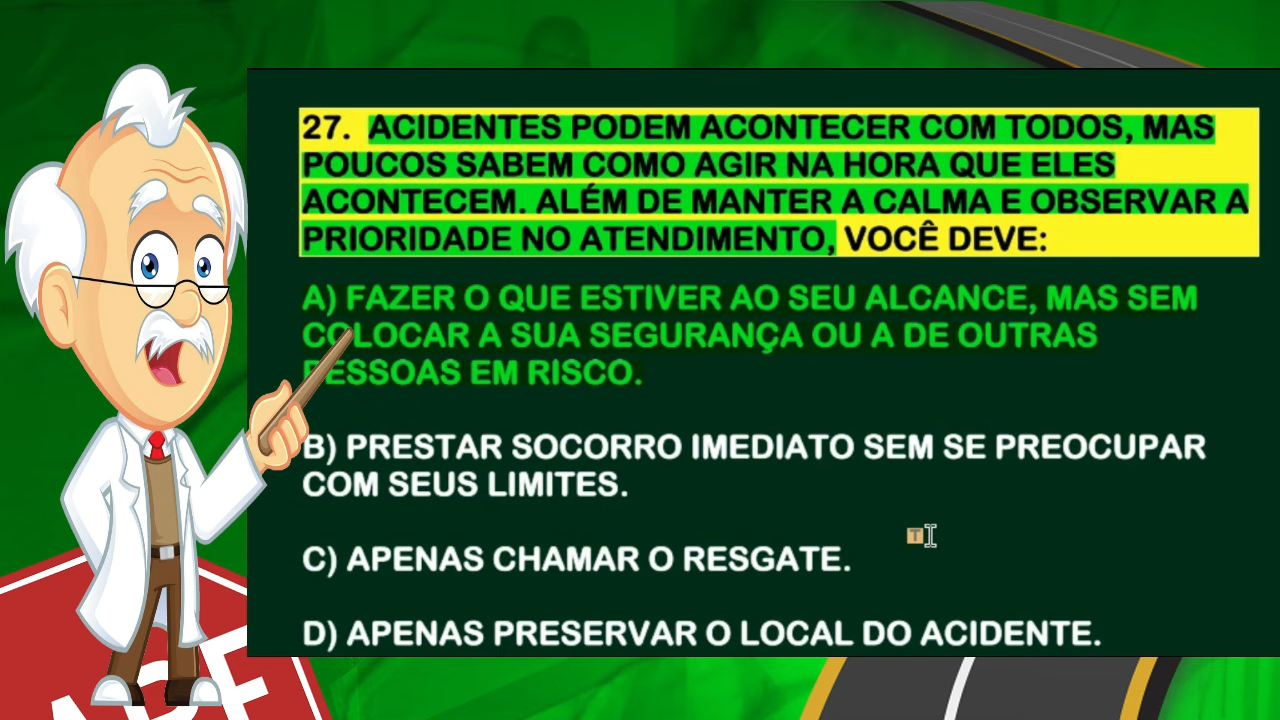 27. ACIDENTES PODEM ACONTECER COM TODOS, MAS
POUCOS SABEM COMO AGIR NA HORA QUE ELES
ACONTECEM. ALÉM DE MANTER A CALMA E OBSERVAR A
PRIORIDADE NO ATENDIMENTO, VOCÊ DEVE:
A) FAZER O QUE ESTIVER AO SEU ALCANCE, MAS SEM
COLOCAR A SUA SEGURANÇA OU A DE OUTRAS
PESSOAS EM RISCO.
B) PRESTAR SOCORRO IMEDIATO SEM SE PREOCUPAR
COM SEUS LIMITES.
C) APENAS CHAMAR O RESGATE.
D) APENAS PRESERVAR O LOCAL DO ACIDENTE.